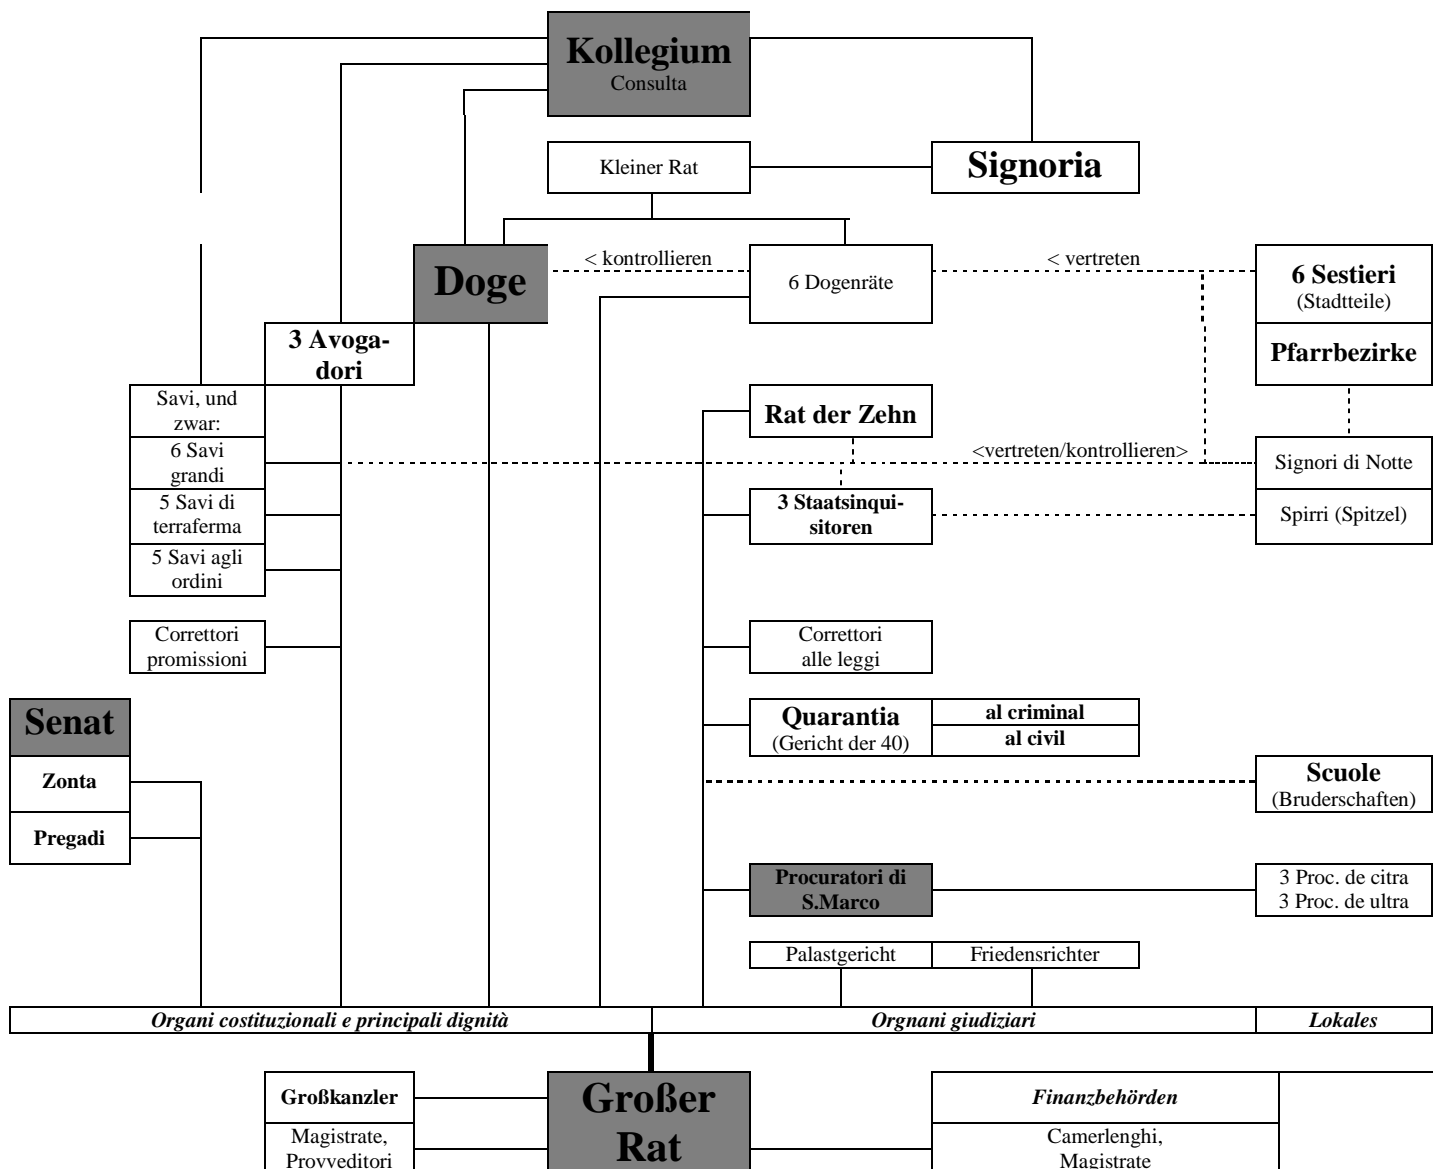 Kollegium
Consulta
Kleiner Rat
Signoria
Doge
< kontrollieren
6 Dogenräte
< vertreten
6 Sestieri
(Stadtteile)
Pfarrbezirke
3 Avoga-
dori
Savi, und
zwar:
6 Savi
grandi
5 Savi di
terraferma
5 Savi agli
ordini
Rat der Zehn
<vertreten/kontrollieren>
Signori di Notte
3 Staatsinqui-
sitoren
Spirri (Spitzel)
Correttori
promissioni
Correttori
alle leggi
Senat
Zonta
Pregadi
Quarantia
(Gericht der 40)
al criminal
al civil
Scuole
(Bruderschaften)
Procuratori di
S.Marco
3 Proc. de citra
3 Proc. de ultra
Palastgericht
Friedensrichter
Organi costituzionali e principali dignità
Orgnani giudiziari
Lokales
Großkanzler
Magistrate,
Provveditori
Großer
Rat
Finanzbehörden
Camerlenghi,
Magistrate